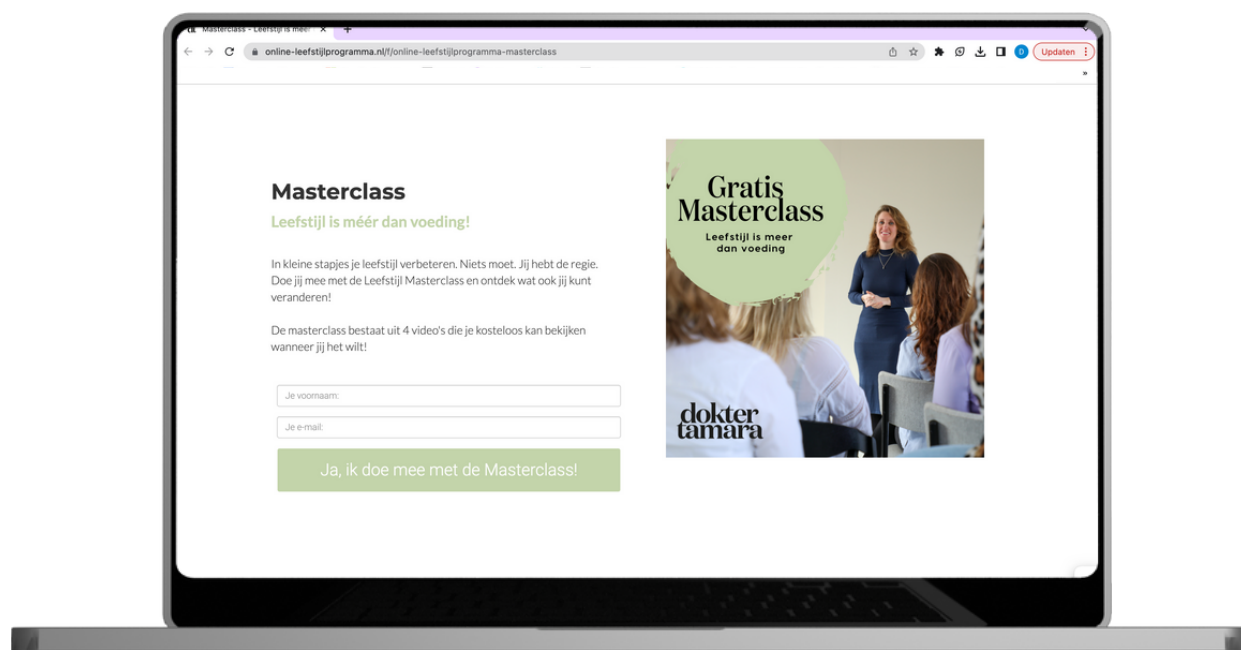 Masterclass - Leefstijl is meer
online-leefstijlprogramma.nl/f/online-leefstijlprogramma-masterclass
D
Updaten
»
Masterclass
Leefstijl is méér dan voeding!
In kleine stapjes je leefstijl verbeteren. Niets moet. Jij hebt de regie.
Doe jij mee met de Leefstijl Masterclass en ontdek wat ook jij kunt
veranderen!
De masterclass bestaat uit 4 video's die je kosteloos kan bekijken
wanneer jij het wilt!
Je voornaam:
Je e-mail:
Ja, ik doe mee met de Masterclass!
Gratis
Masterclass
Leefstijl is meer
dan voeding
dokter
tamara